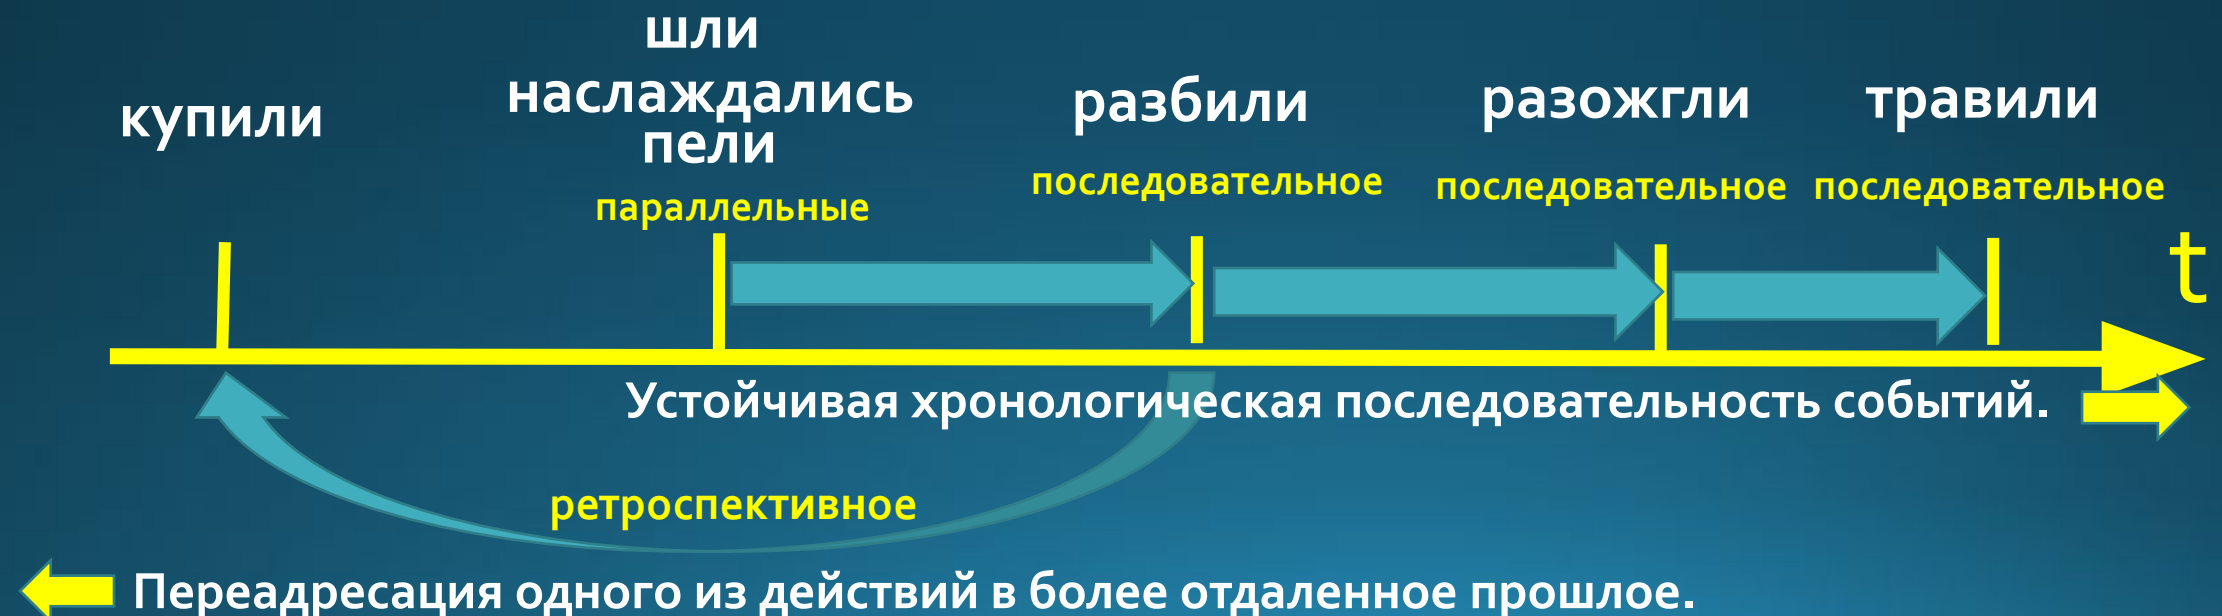 купили
шли
наслаждались
пели
параллельные
разбили
последовательное
разожгли
последовательное
травили
последовательное
t
Устойчивая хронологическая последовательность событий.
ретроспективное
Переадресация одного из действий в более отдаленное прошлое.